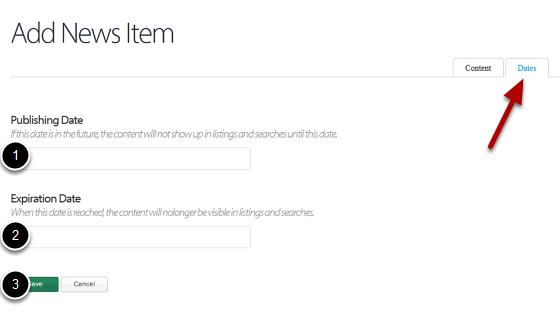 Add News Item
Content Dates
Publishing Date
If this date is in the future, the content will not show up in listings and searches until this date.
1
Expiration Date
When this date is reached, the content will nolonger be visible in listings and searches.
2
3 ave Cancel